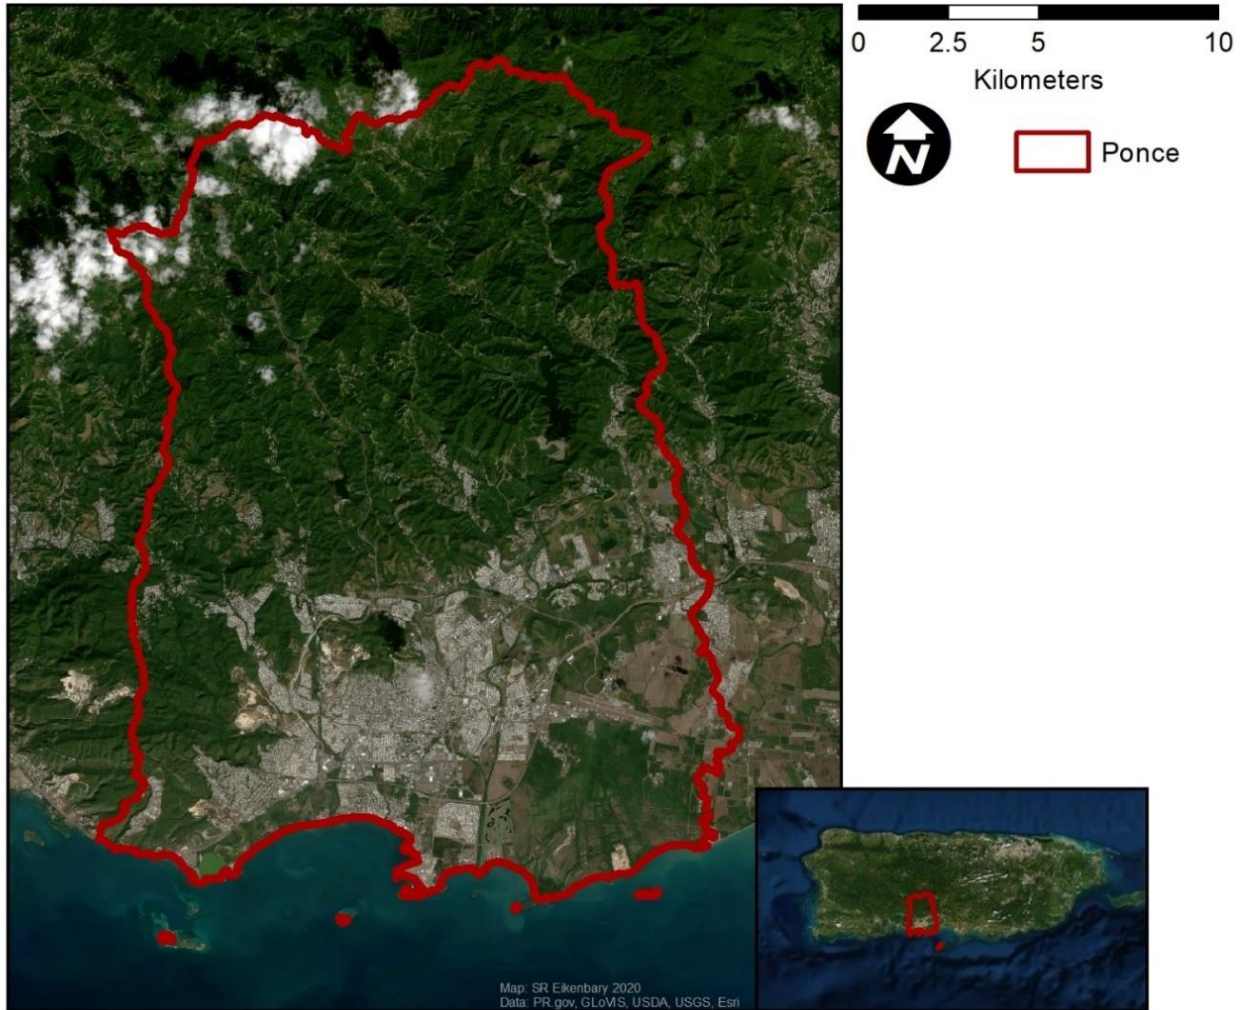 0 2.5 5 10
Kilometers
N
Ponce
Map: SR Eikenbary 2020
Data: PR.gov, GLoVIS, USDA, USGS, Esri